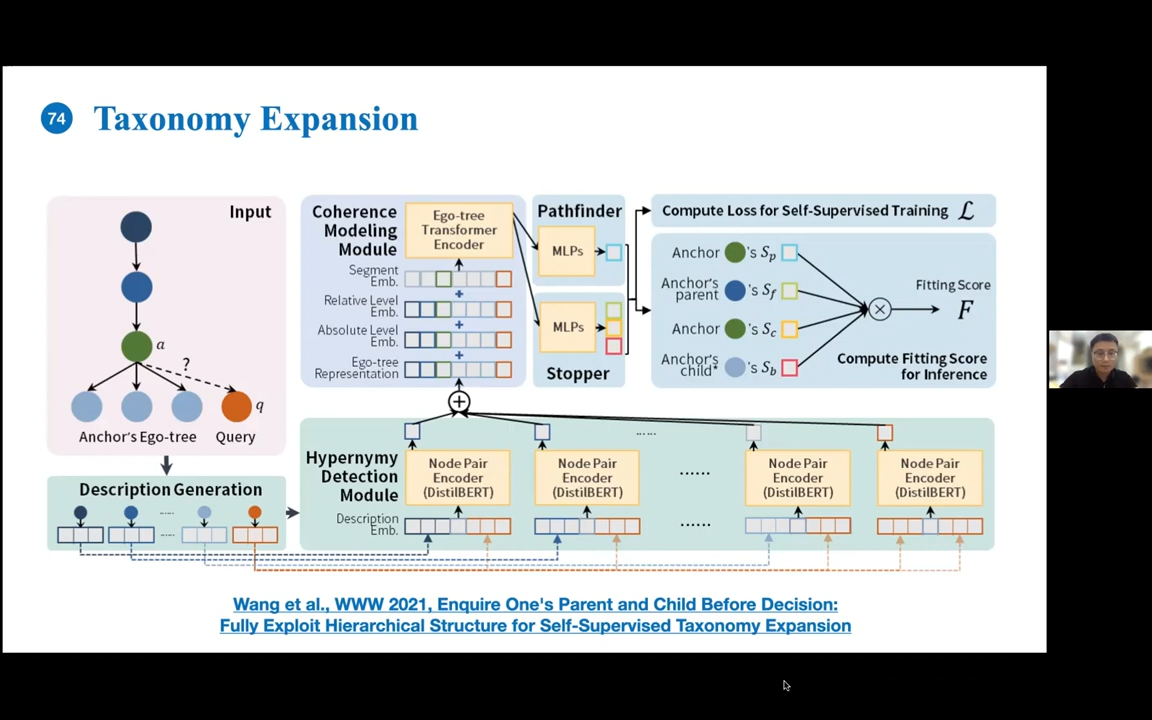 74
Taxonomy Expansion
Input
a
?
q
Anchor's Ego-tree
Query
Description Generation
......
......
Coherence
Modeling
Module
Ego-tree
Transformer
Encoder
Segment
Emb.
Relative Level
Emb.
Absolute Level
Emb.
Ego-tree
Representation
+
+
+
+
Pathfinder
MLPs
MLPs
Stopper
Compute Loss for Self-Supervised Training ℒ
Anchor 's Sp
Anchor's
parent 's Sf
Anchor 's Sc
Anchor's
child* 's Sb
×
Fitting Score
F
Compute Fitting Score
for Inference
Hypernymy
Detection
Module
......
Node Pair
Encoder
(DistilBERT)
Node Pair
Encoder
(DistilBERT)
......
Node Pair
Encoder
(DistilBERT)
Node Pair
Encoder
(DistilBERT)
Description
Emb.
......
Wang et al., WWW 2021, Enquire One's Parent and Child Before Decision:
Fully Exploit Hierarchical Structure for Self-Supervised Taxonomy Expansion